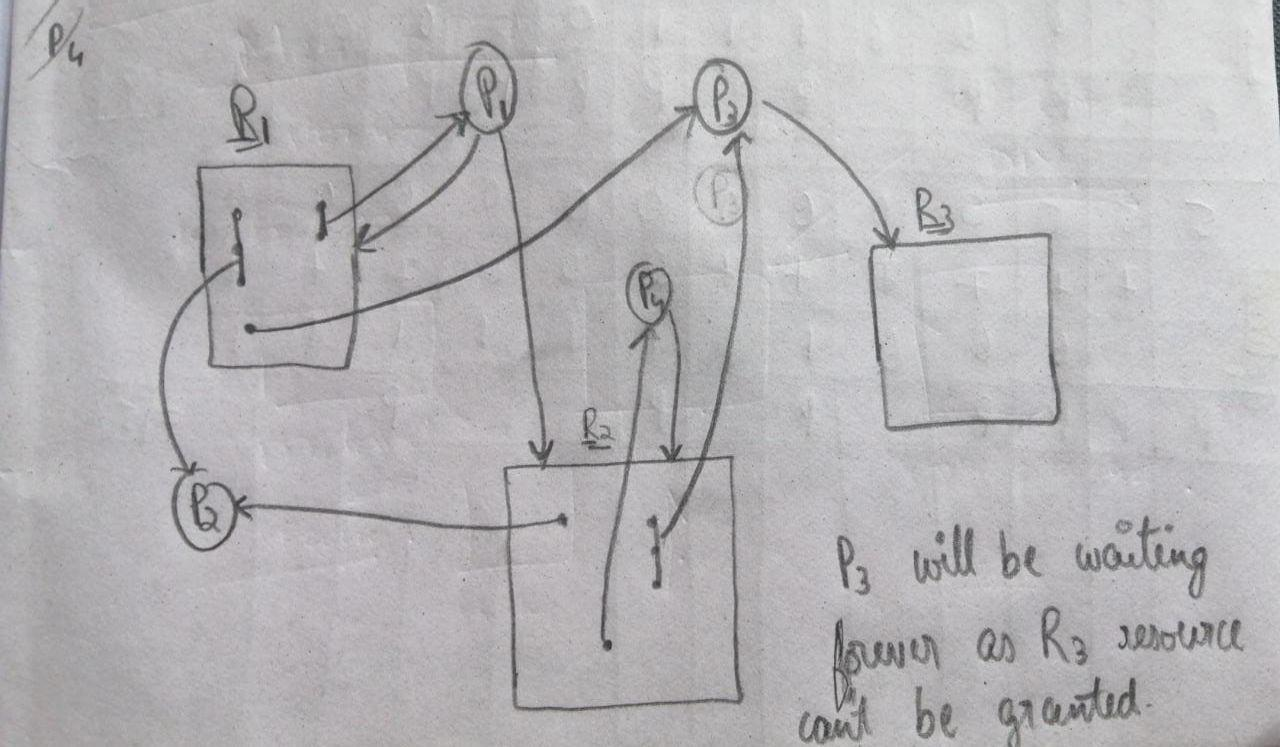 P4
P1
P3
R1
P3
R3
P4
R2
P2
P3 will be waiting
forever as R3 resource
can't be granted.